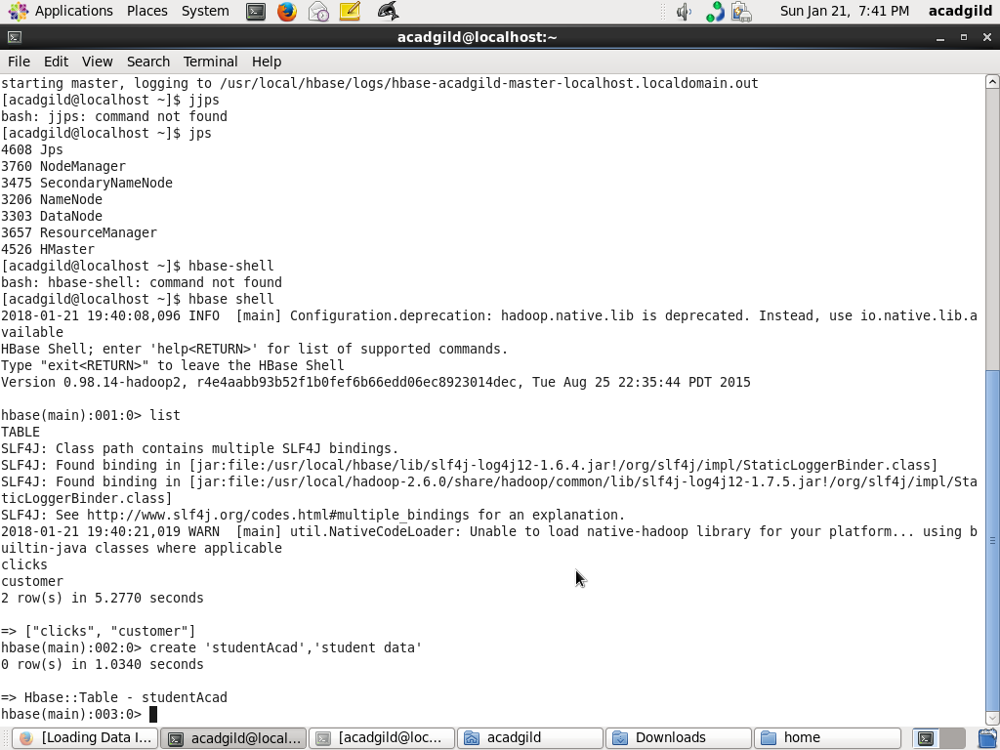 Applications Places System Sun Jan 21, 7:41 PM acadgild
acadgild@localhost:~
File Edit View Search Terminal Help
starting master, logging to /usr/local/hbase/logs/hbase-acadgild-master-localhost.localdomain.out
[acadgild@localhost ~]$ jjps
bash: jjps: command not found
[acadgild@localhost ~]$ jps
4608 Jps
3760 NodeManager
3475 SecondaryNameNode
3206 NameNode
3303 DataNode
3657 ResourceManager
4526 HMaster
[acadgild@localhost ~]$ hbase-shell
bash: hbase-shell: command not found
[acadgild@localhost ~]$ hbase shell
2018-01-21 19:40:08,096 INFO  [main] Configuration.deprecation: hadoop.native.lib is deprecated. Instead, use io.native.lib.a
vailable
HBase Shell; enter 'help<RETURN>' for list of supported commands.
Type "exit<RETURN>" to leave the HBase Shell
Version 0.98.14-hadoop2, r4e4aabb93b52f1b0fef6b66edd06ec8923014dec, Tue Aug 25 22:35:44 PDT 2015
hbase(main):001:0> list
TABLE
SLF4J: Class path contains multiple SLF4J bindings.
SLF4J: Found binding in [jar:file:/usr/local/hbase/lib/slf4j-log4j12-1.6.4.jar!/org/slf4j/impl/StaticLoggerBinder.class]
SLF4J: Found binding in [jar:file:/usr/local/hadoop-2.6.0/share/hadoop/common/lib/slf4j-log4j12-1.7.5.jar!/org/slf4j/impl/Sta
ticLoggerBinder.class]
SLF4J: See http://www.slf4j.org/codes.html#multiple_bindings for an explanation.
2018-01-21 19:40:21,019 WARN  [main] util.NativeCodeLoader: Unable to load native-hadoop library for your platform... using b
uiltin-java classes where applicable
clicks
customer
2 row(s) in 5.2770 seconds
=> ["clicks", "customer"]
hbase(main):002:0> create 'studentAcad','student data'
0 row(s) in 1.0340 seconds
=> Hbase::Table - studentAcad
hbase(main):003:0>
[Loading Data I... acadgild@local... [acadgild@loc... acadgild Downloads home